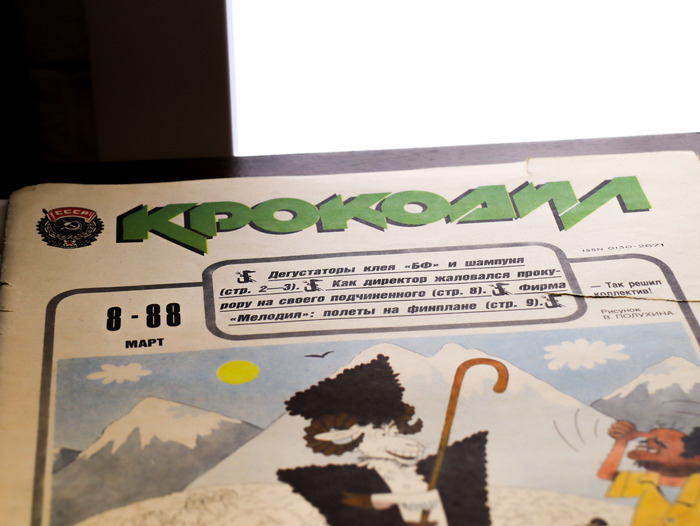 СССР
КРОКОДИЛ
ISSN 0130-2671
Дегустаторы клея «БФ» и шампуня
(стр. 2—3). Как директор жаловался проку-
рору на своего подчиненного (стр. 8). Фирма
«Мелодия»: полеты на финплане (стр. 9).
8 - 88
МАРТ
— Так решил
коллектив!
Рисунок
В. ПОЛУХИНА